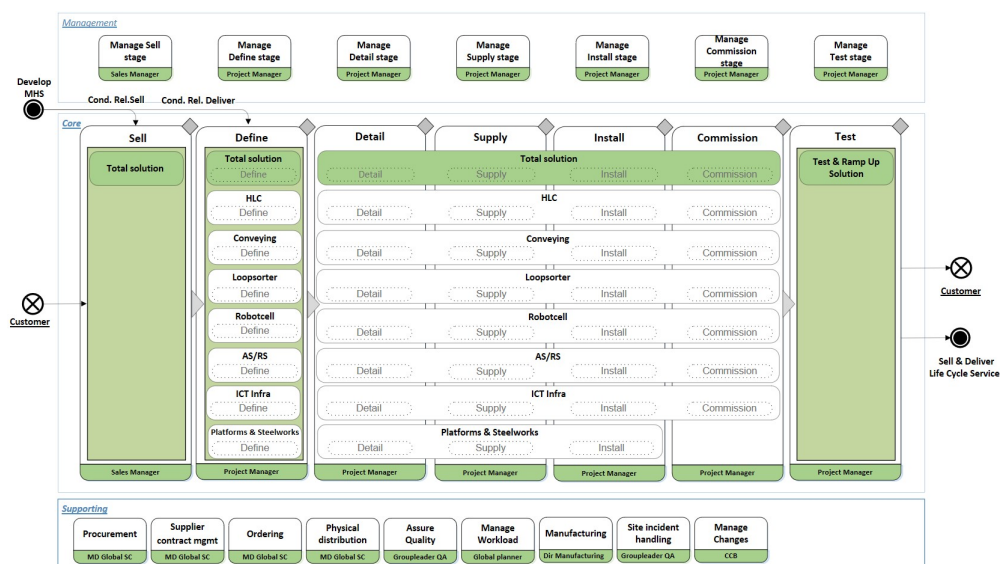 Management
Manage Sell
stage
Sales Manager
Manage
Define stage
Project Manager
Manage
Detail stage
Project Manager
Manage
Supply stage
Project Manager
Manage
Install stage
Project Manager
Manage
Commission
stage
Project Manager
Manage
Test stage
Project Manager
Develop
MHS
Cond. Rel.Sell
Cond. Rel. Deliver
Core
Sell
Define
Detail
Supply
Install
Commission
Test
Total solution
Total solution
Define
Total solution
Detail
Supply
Install
Commission
Test & Ramp Up
Solution
HLC
Define
HLC
Detail
Supply
Install
Commission
Conveying
Define
Conveying
Detail
Supply
Install
Commission
Loopsorter
Define
Loopsorter
Detail
Supply
Install
Commission
Robotcell
Define
Robotcell
Detail
Supply
Install
Commission
AS/RS
Define
AS/RS
Detail
Supply
Install
Commission
ICT Infra
Define
ICT Infra
Detail
Supply
Install
Commission
Platforms & Steelworks
Define
Platforms & Steelworks
Detail
Supply
Install
Customer
Customer
Sell & Deliver
Life Cycle Service
Sales Manager
Project Manager
Project Manager
Project Manager
Project Manager
Project Manager
Project Manager
Supporting
Procurement
MD Global SC
Supplier
contract mgmt
MD Global SC
Ordering
MD Global SC
Physical
distribution
MD Global SC
Assure
Quality
Groupleader QA
Manage
Workload
Global planner
Manufacturing
Dir Manufacturing
Site incident
handling
Groupleader QA
Manage
Changes
CCB